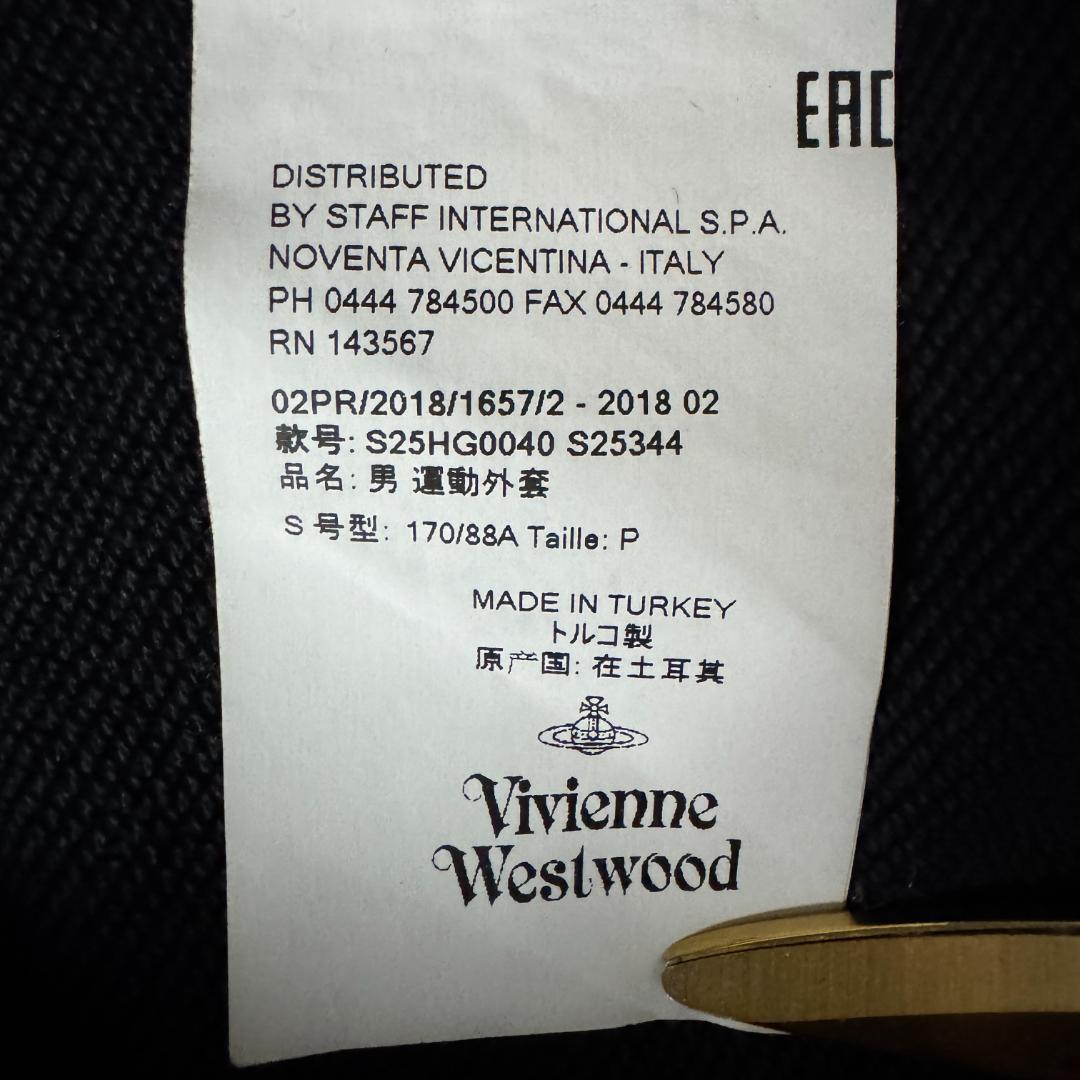 EAC
DISTRIBUTED
BY STAFF INTERNATIONAL S.P.A.
NOVENTA VICENTINA - ITALY
PH 0444 784500 FAX 0444 784580
RN 143567
02PR/2018/1657/2 - 2018 02
款号: S25HG0040 S25344
品名: 男 運動外套
S 号型: 170/88A Taille: P
MADE IN TURKEY
トルコ製
原产国: 在土耳其
Vivienne
Westwood